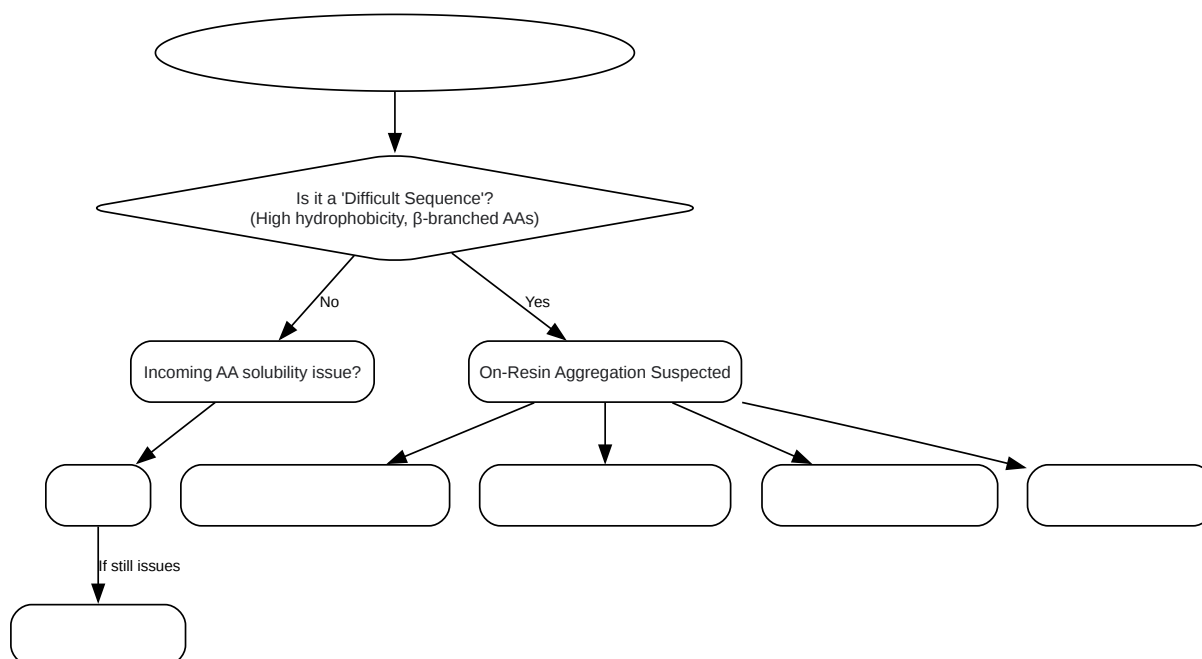 Is it a 'Difficult Sequence'?
(High hydrophobicity, β-branched AAs)
No
Yes
Incoming AA solubility issue?
On-Resin Aggregation Suspected
If still issues